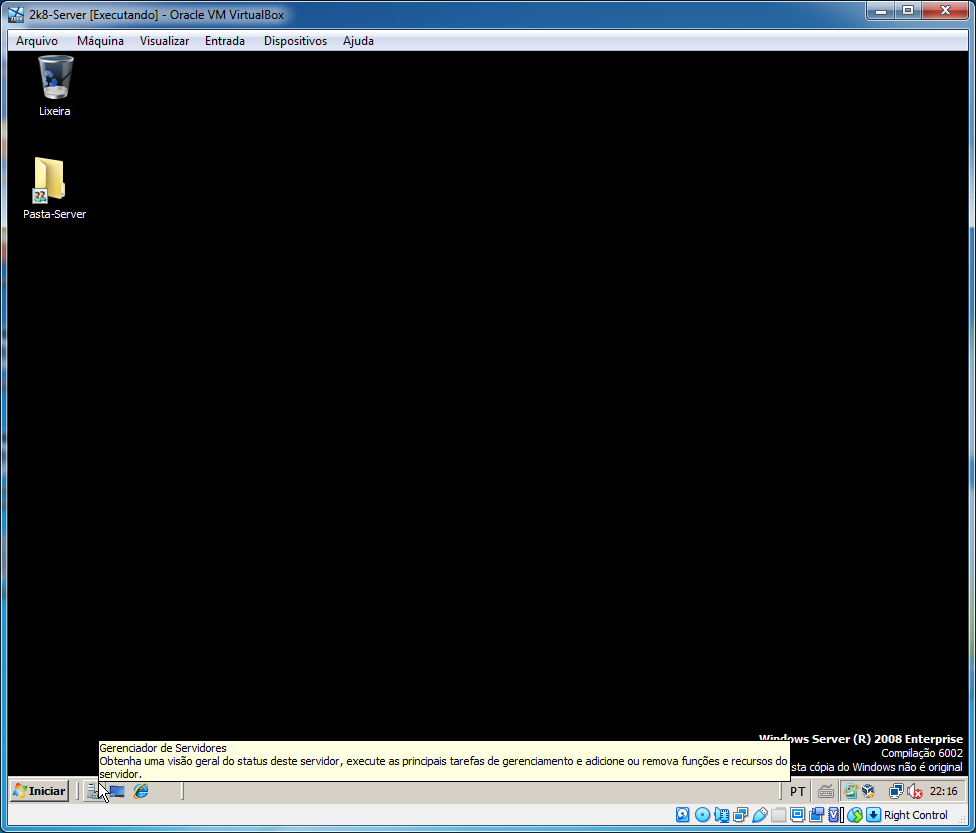 2k8-Server [Executando] - Oracle VM VirtualBox
Arquivo Máquina Visualizar Entrada Dispositivos Ajuda
Lixeira
Pasta-Server
Windows Server (R) 2008 Enterprise
Compilação 6002
sta cópia do Windows não é original
Gerenciador de Servidores
Obtenha uma visão geral do status deste servidor, execute as principais tarefas de gerenciamento e adicione ou remova funções e recursos do
servidor.
Iniciar PT 22:16
Right Control